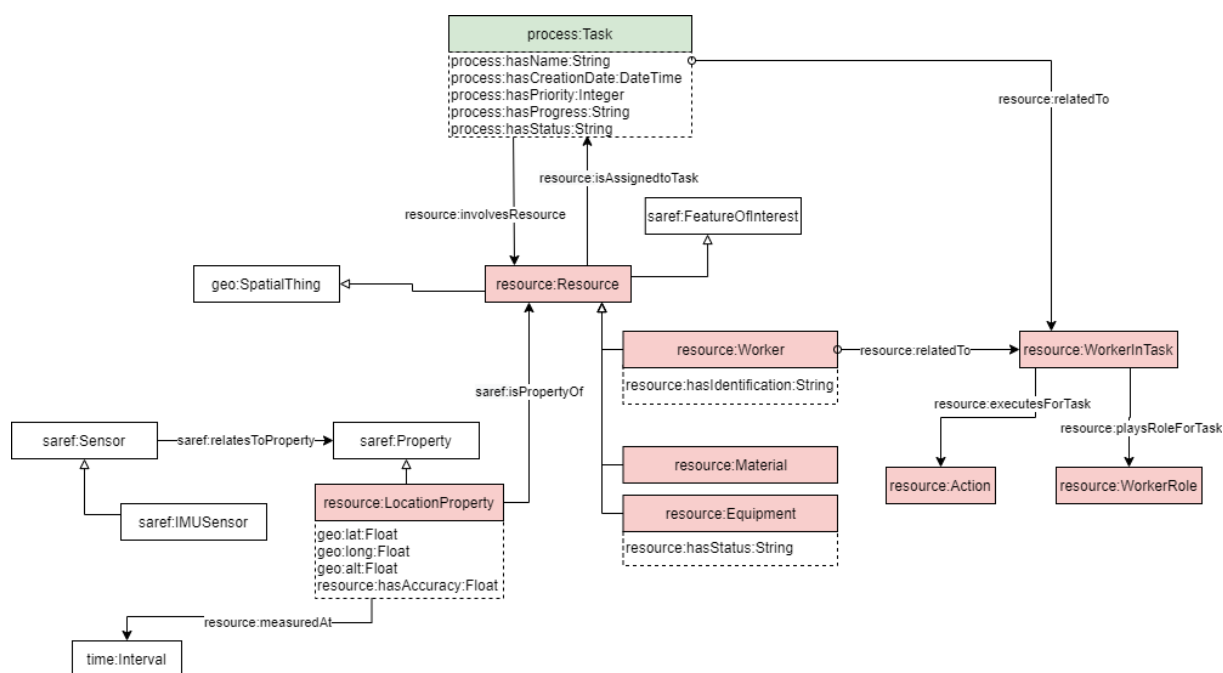 process:Task
process:hasName:String
process:hasCreationDate:DateTime
process:hasPriority:Integer
process:hasProgress:String
process:hasStatus:String
resource:relatedTo
resource:isAssignedtoTask
resource:involvesResource
saref:FeatureOfInterest
geo:SpatialThing
resource:Resource
resource:Worker
resource:relatedTo
resource:WorkerInTask
resource:hasIdentification:String
saref:isPropertyOf
resource:executesForTask
resource:playsRoleForTask
saref:Sensor
saref:relatesToProperty
saref:Property
resource:Material
resource:Action
resource:WorkerRole
resource:LocationProperty
resource:Equipment
saref:IMUSensor
geo:lat:Float
geo:long:Float
geo:alt:Float
resource:hasAccuracy:Float
resource:hasStatus:String
resource:measuredAt
time:Interval